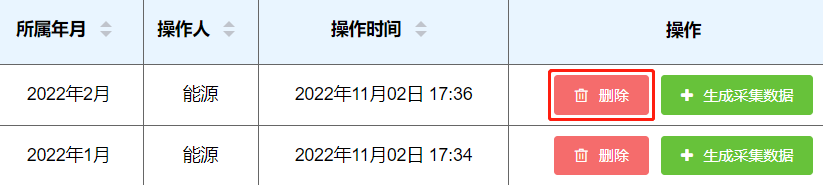 所属年月 操作人 操作时间 操作
2022年2月 能源 2022年11月02日 17:36 删除 生成采集数据
2022年1月 能源 2022年11月02日 17:34 删除 生成采集数据